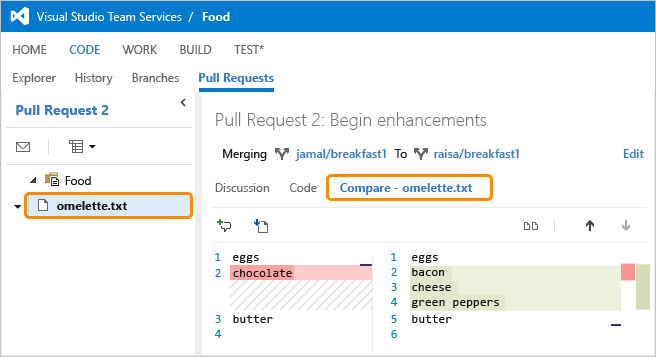 Visual Studio Team Services / Food
HOME CODE WORK BUILD TEST*
Explorer History Branches Pull Requests
Pull Request 2
Food
omelette.txt
Pull Request 2: Begin enhancements
Merging jamal/breakfast1 To raisa/breakfast1 Edit
Discussion Code Compare - omelette.txt
1 eggs
2 chocolate
3 butter
4
1 eggs
2 bacon
3 cheese
4 green peppers
5 butter
6